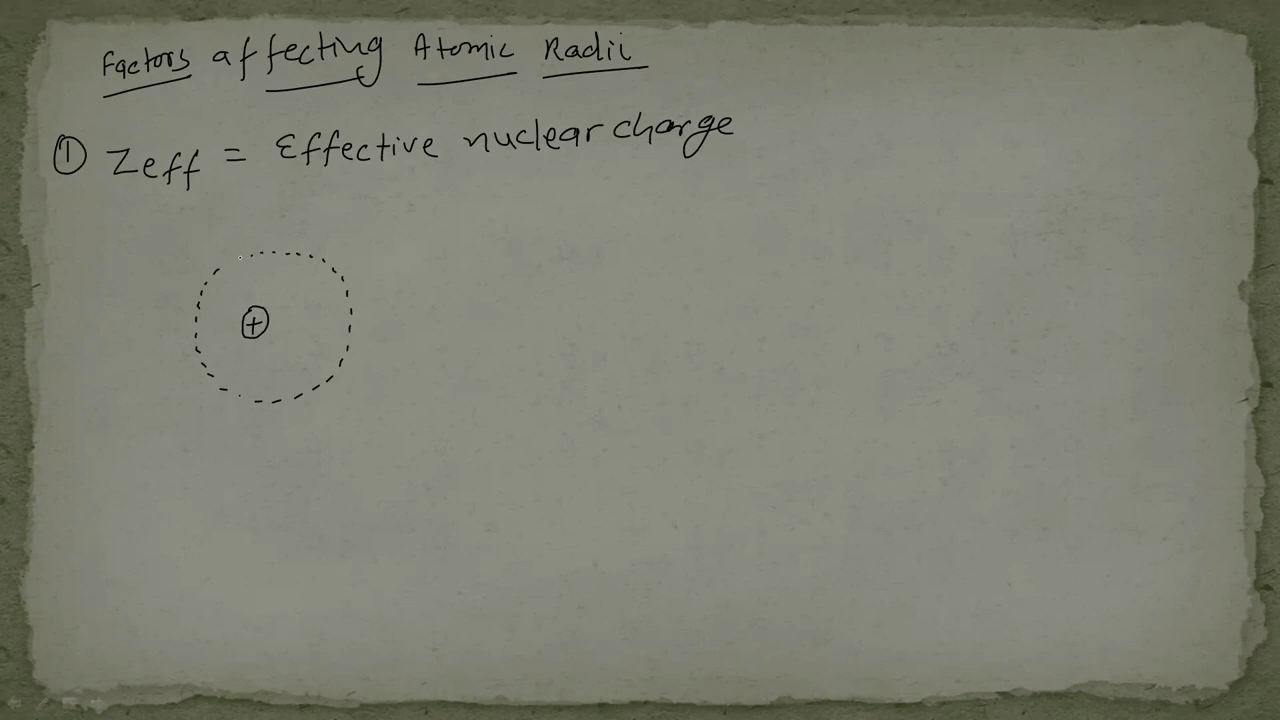 Factors affecting Atomic Radii
① Zeff = Effective nuclear charge
+